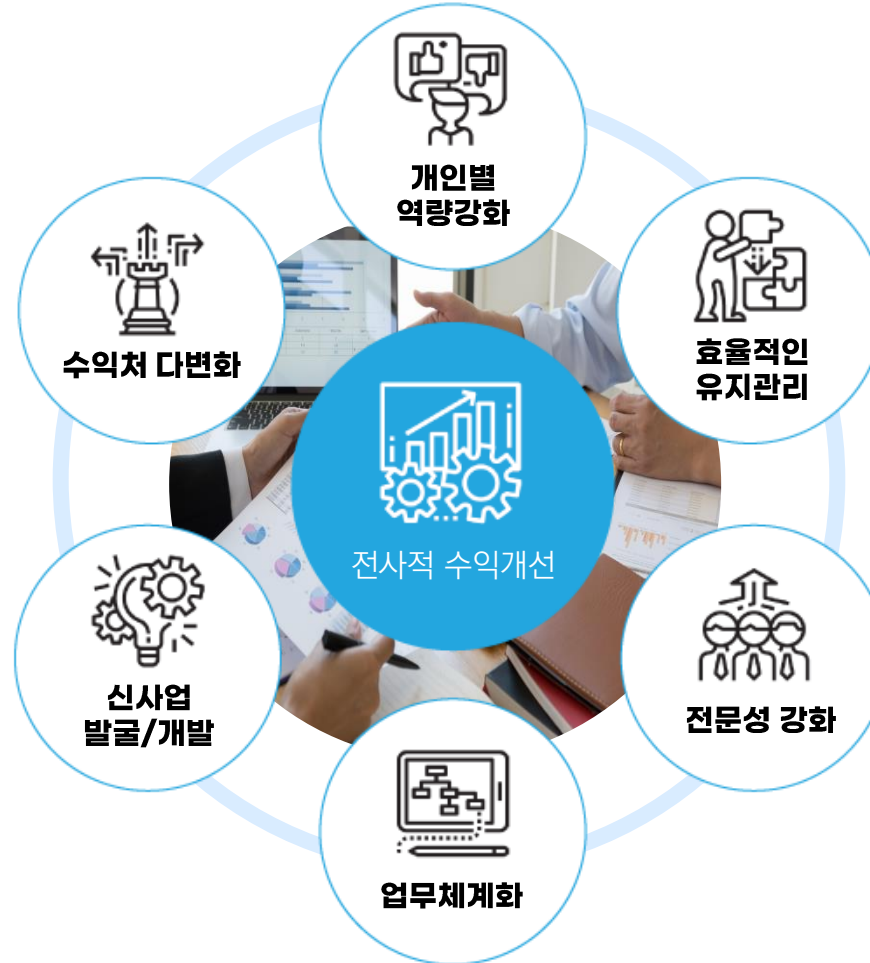 개인별
역량강화
효율적인
유지관리
전문성 강화
업무체계화
신사업
발굴/개발
수익처 다변화
전사적 수익개선